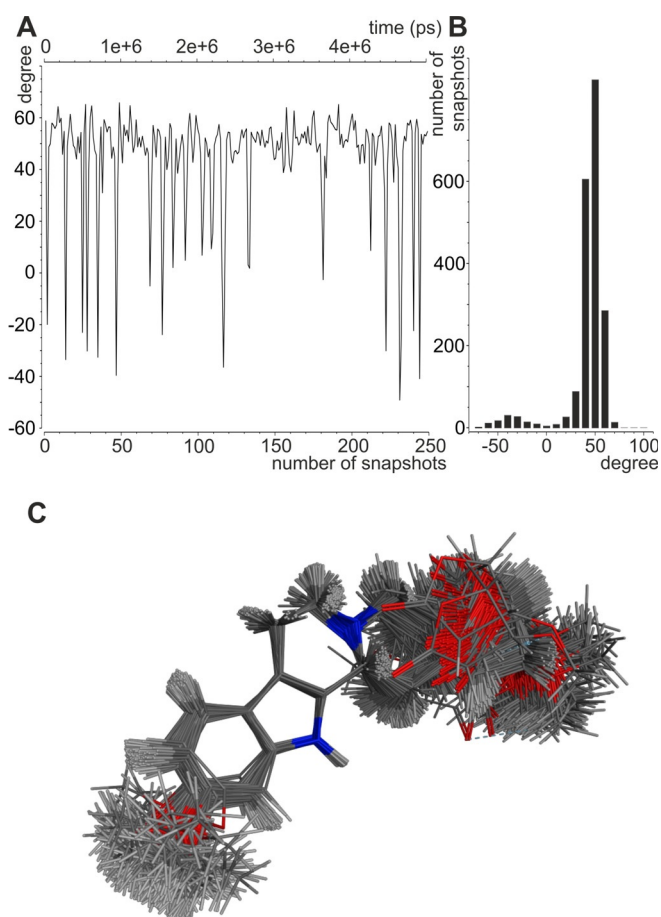 A
time (ps)
0 1e+6 2e+6 3e+6 4e+6
degree
60
40
20
0
-20
-40
-60
0 50 100 150 200 250
number of snapshots
B
number of
snapshots
600
400
200
0
-50 0 50 100
degree
C